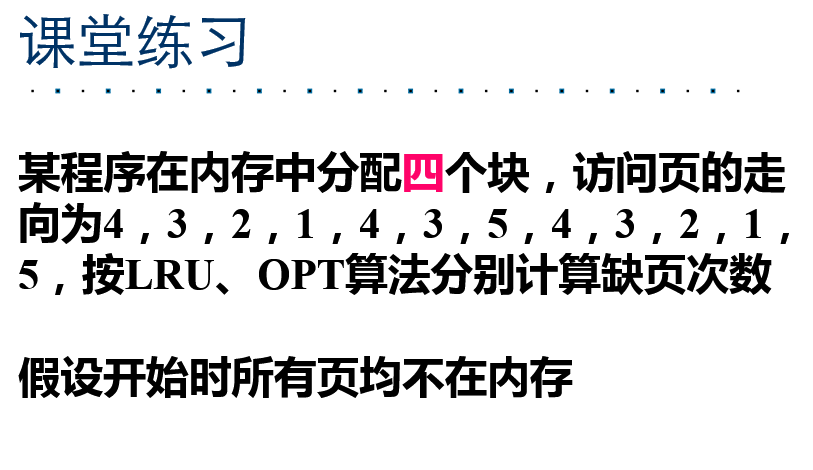 课堂练习
某程序在内存中分配四个块，访问页的走
向为4，3，2，1，4，3，5，4，3，2，1，
5，按LRU、OPT算法分别计算缺页次数
假设开始时所有页均不在内存